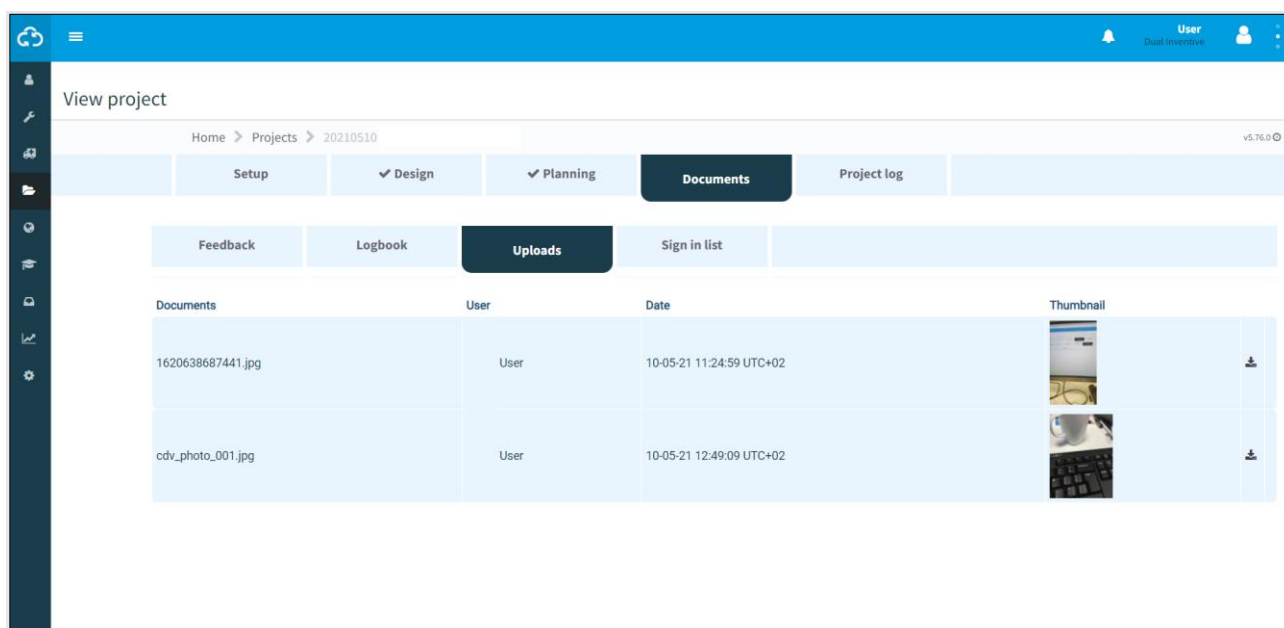 User
Dual Inventive
View project
Home Projects 20210510
v5.76.0
Setup Design Planning Documents Project log
Feedback Logbook Uploads Sign in list
Documents User Date Thumbnail
1620638687441.jpg User 10-05-21 11:24:59 UTC+02
cdv_photo_001.jpg User 10-05-21 12:49:09 UTC+02